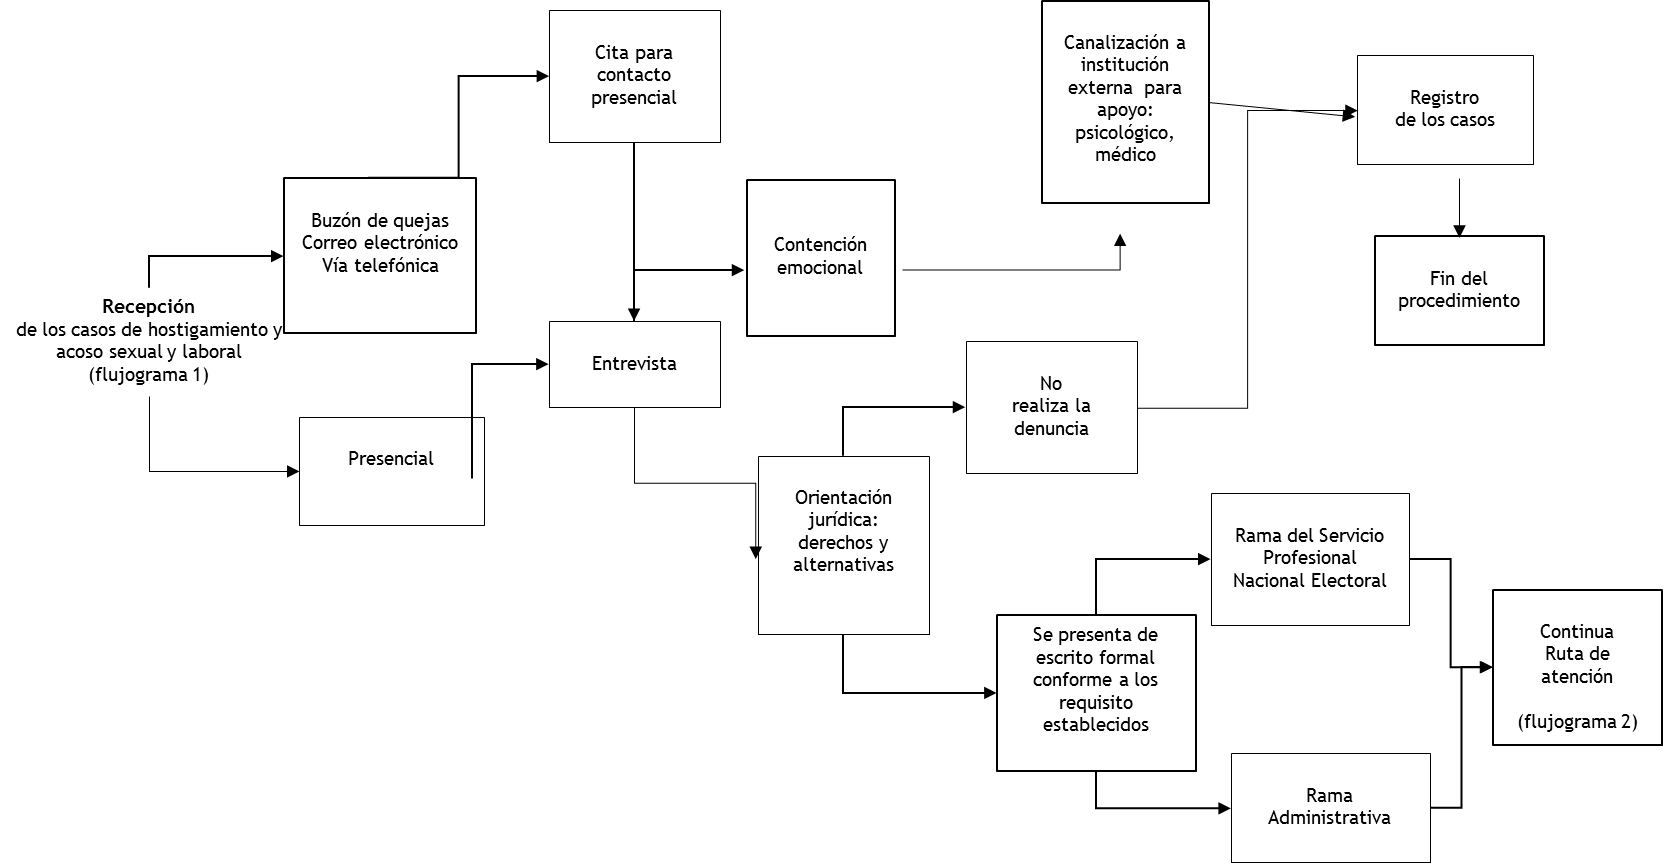 Recepción
de los casos de hostigamiento y
acoso sexual y laboral
(flujograma 1)
Buzón de quejas
Correo electrónico
Vía telefónica
Presencial
Cita para
contacto
presencial
Entrevista
Contención
emocional
Canalización a
institución
externa para
apoyo:
psicológico,
médico
Registro
de los casos
Fin del
procedimiento
Orientación
jurídica:
derechos y
alternativas
No
realiza la
denuncia
Se presenta de
escrito formal
conforme a los
requisito
establecidos
Rama del Servicio
Profesional
Nacional Electoral
Rama
Administrativa
Continua
Ruta de
atención
(flujograma 2)